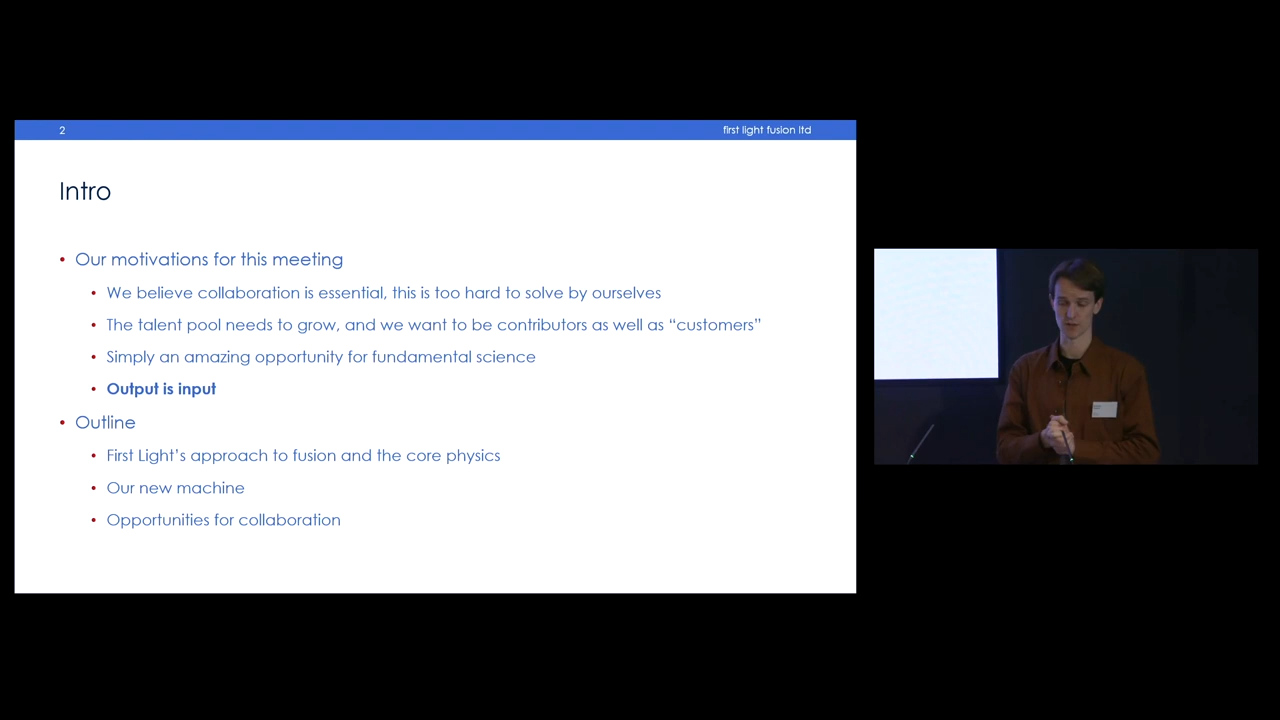 2
first light fusion ltd
Intro
• Our motivations for this meeting
• We believe collaboration is essential, this is too hard to solve by ourselves
• The talent pool needs to grow, and we want to be contributors as well as “customers”
• Simply an amazing opportunity for fundamental science
• Output is input
• Outline
• First Light’s approach to fusion and the core physics
• Our new machine
• Opportunities for collaboration